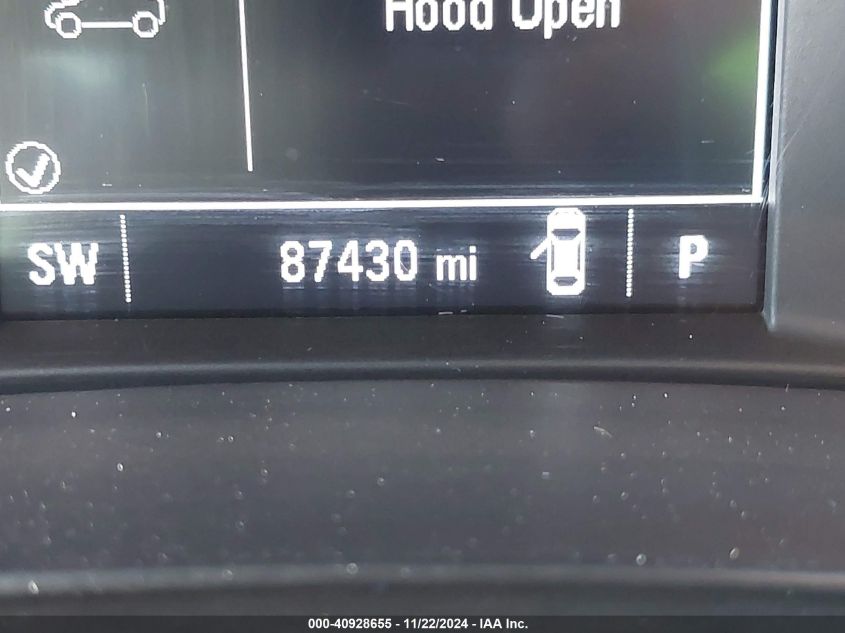 Hood Open
SW 87430 mi P
000-40928655 - 11/22/2024 - IAA Inc.